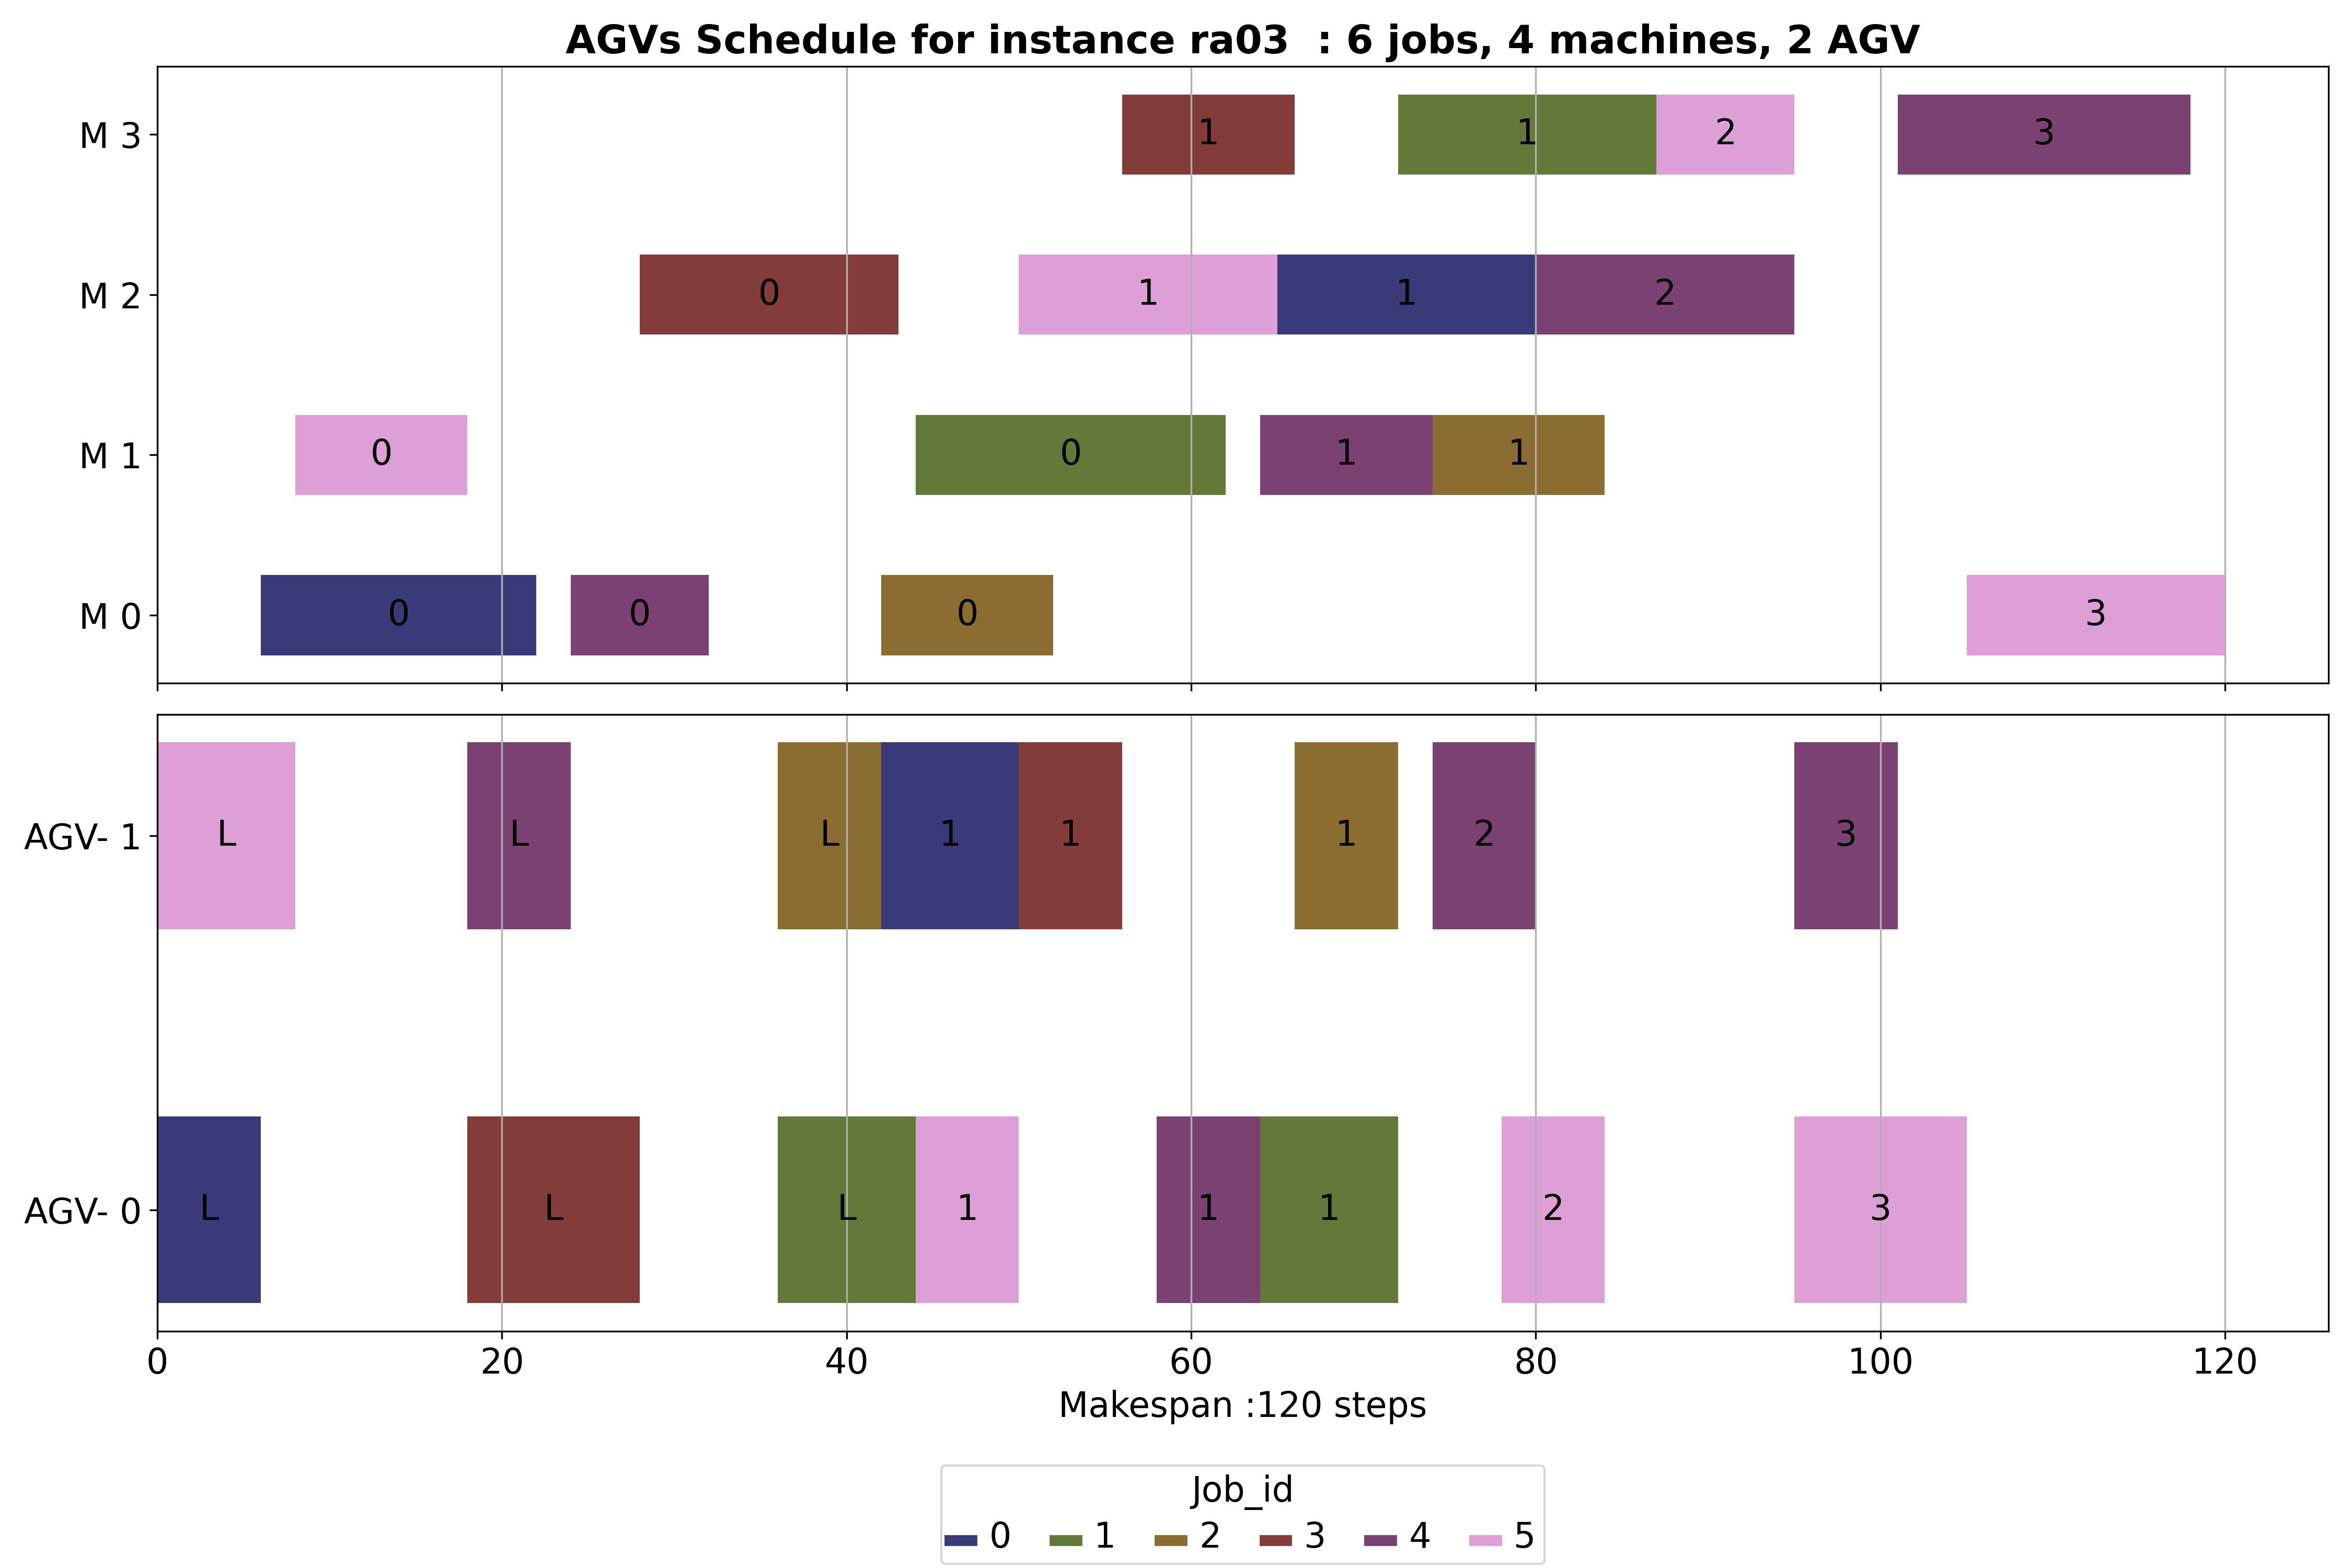 AGVs Schedule for instance ra03  : 6 jobs, 4 machines, 2 AGV
M 3 1 1 2 3
M 2 0 1 1 2
M 1 0 0 1 1
M 0 0 0 0 3
AGV- 1 L L L 1 1 1 2 3
AGV- 0 L L L 1 1 1 2 3
0 20 40 60 80 100 120
Makespan :120 steps
Job_id
0 1 2 3 4 5